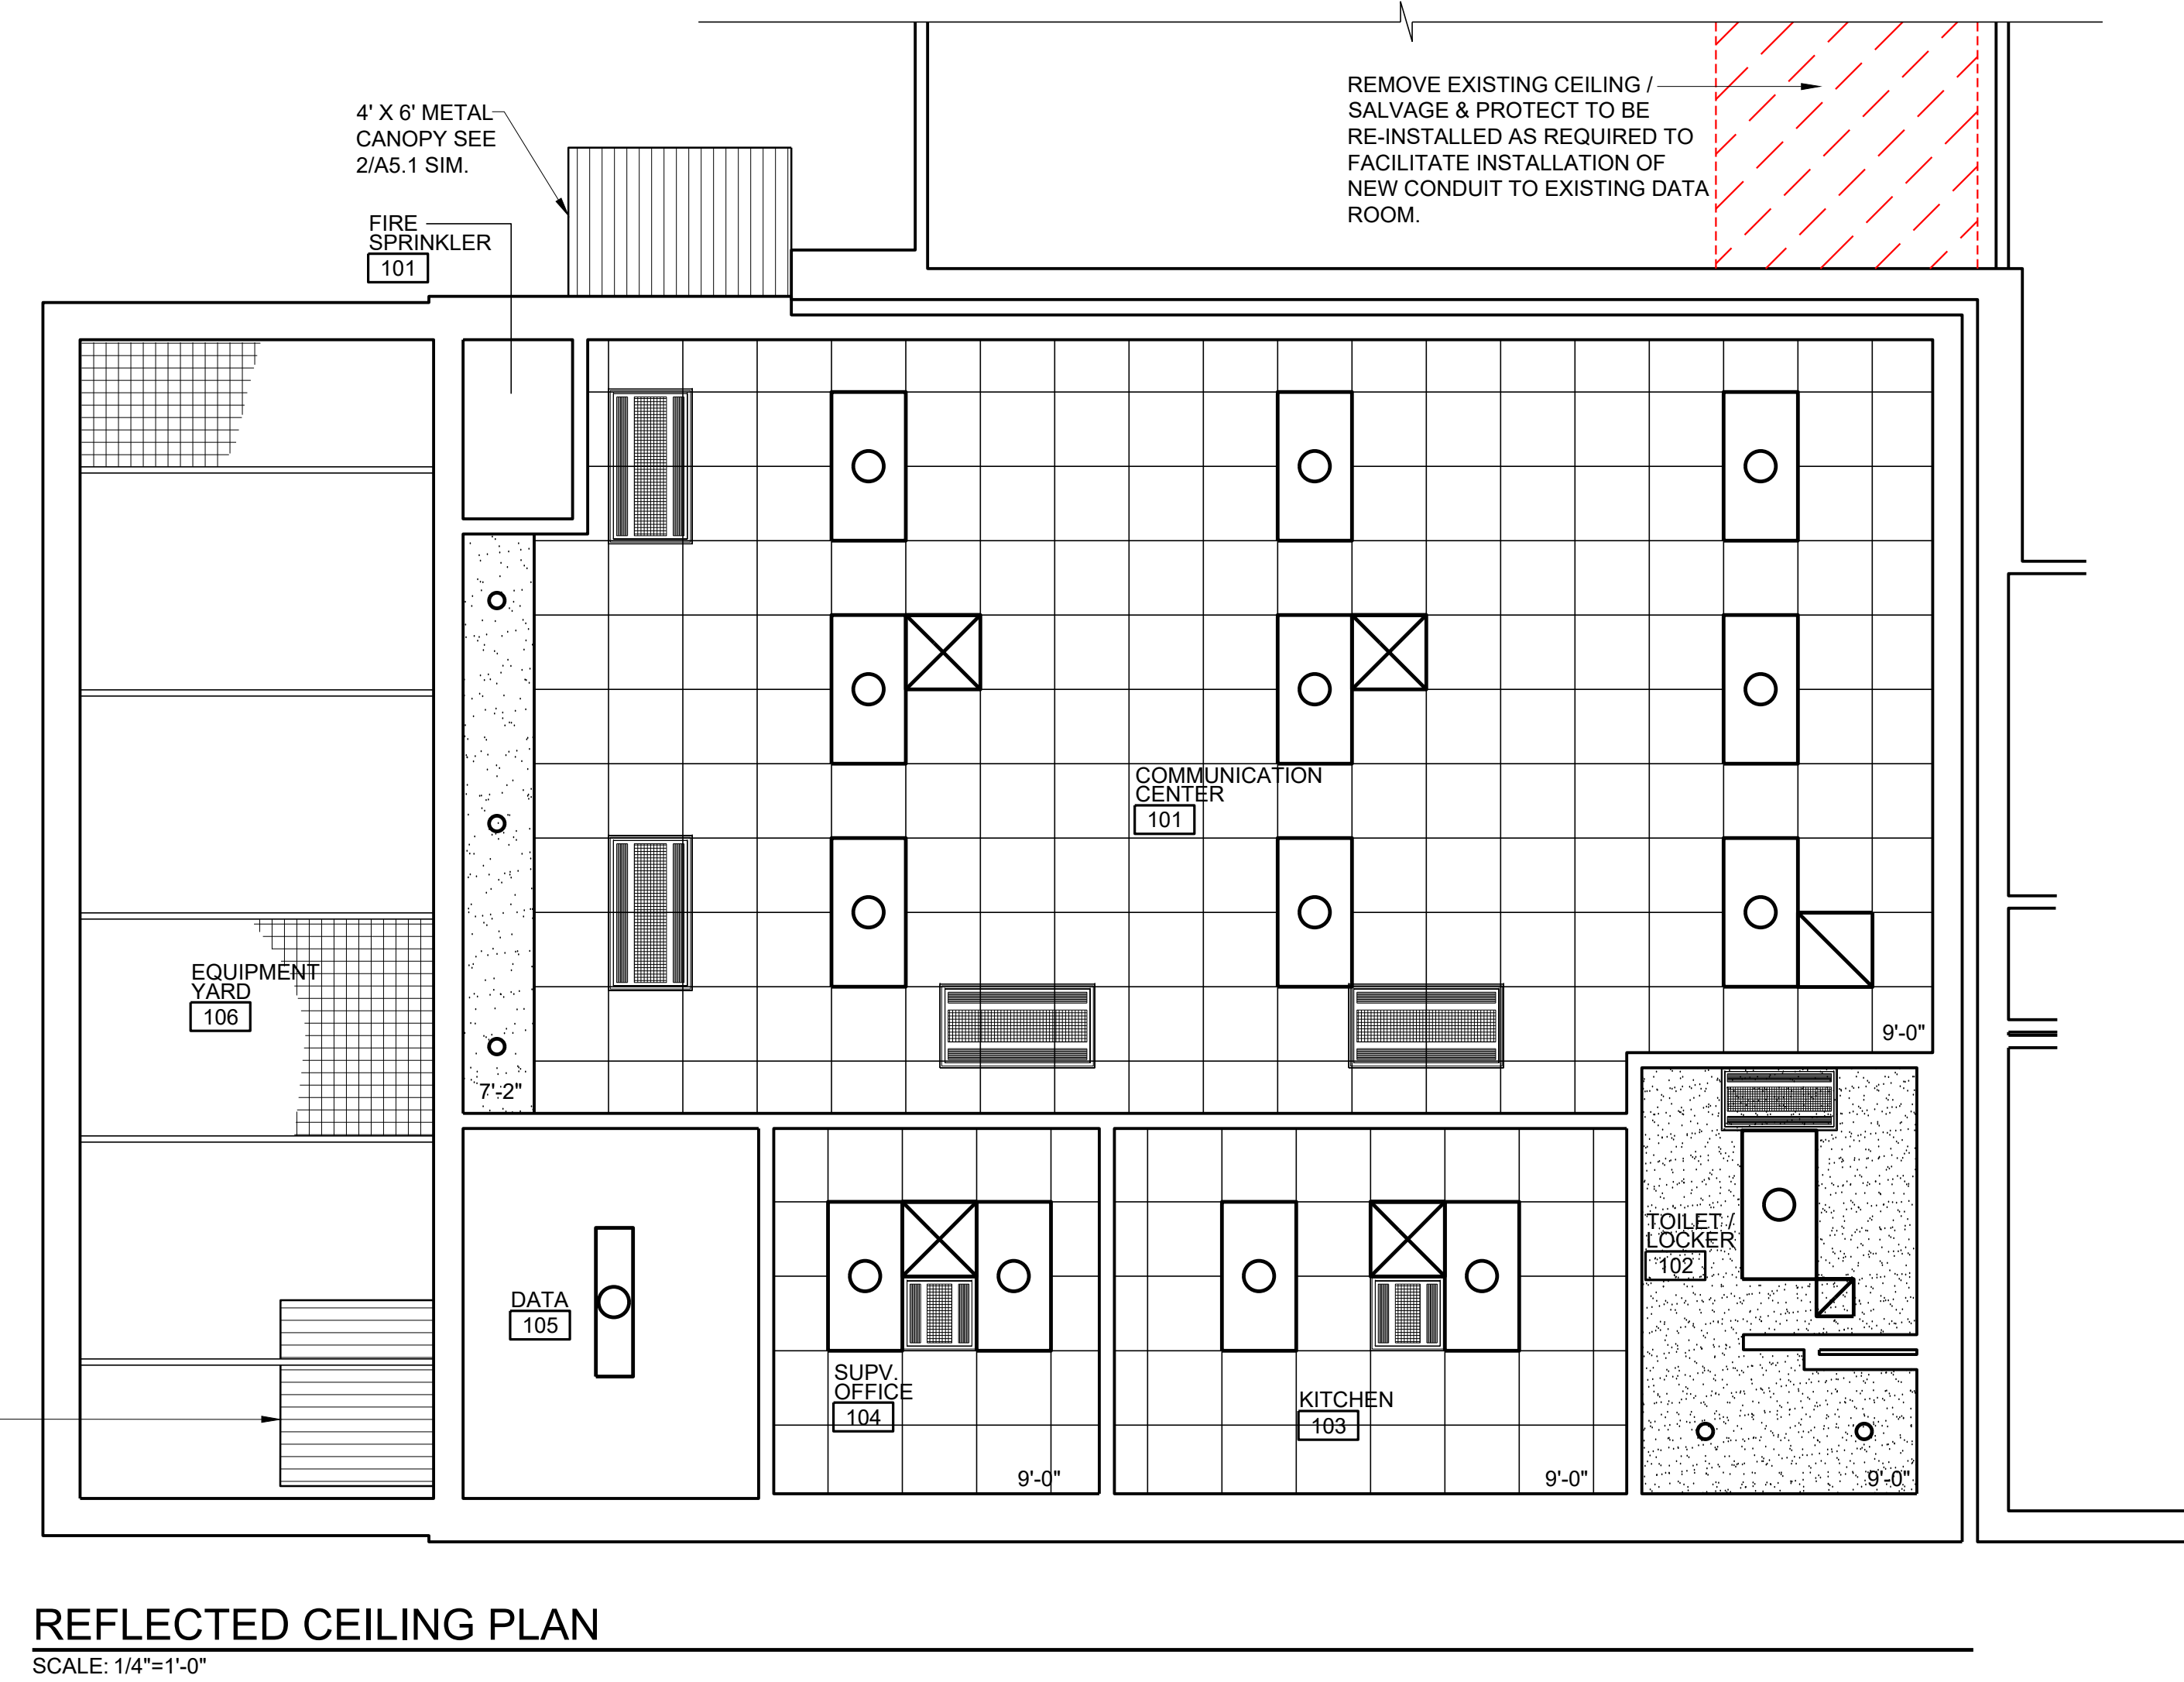 4' X 6' METAL
CANOPY SEE
2/A5.1 SIM.
REMOVE EXISTING CEILING /
SALVAGE & PROTECT TO BE
RE-INSTALLED AS REQUIRED TO
FACILITATE INSTALLATION OF
NEW CONDUIT TO EXISTING DATA
ROOM.
FIRE
SPRINKLER
101
COMMUNICATION
CENTER
101
EQUIPMENT
YARD
106
9'-0"
7'-2"
TOILET /
LOCKER
102
DATA
105
SUPV.
OFFICE
104
KITCHEN
103
9'-0"
9'-0"
9'-0"
REFLECTED CEILING PLAN
SCALE: 1/4"=1'-0"